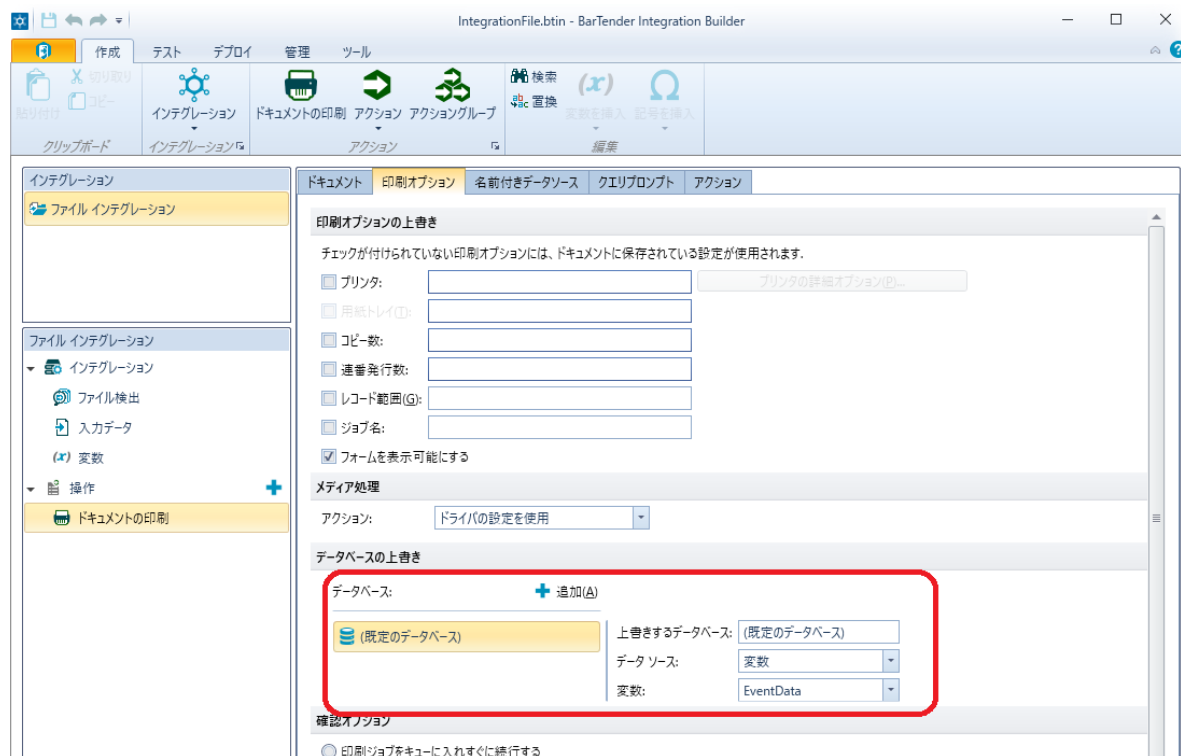 IntegrationFile.btin - BarTender Integration Builder
作成 テスト デプロイ 管理 ツール
貼り付け 切り取り コピー
インテグレーション ドキュメントの印刷 アクション アクショングループ 検索 置換 変数を挿入 記号を挿入
クリップボード インテグレーション アクション 編集
インテグレーション
ファイル インテグレーション
ファイル インテグレーション
インテグレーション
ファイル検出
入力データ
(x) 変数
操作
ドキュメントの印刷
ドキュメント 印刷オプション 名前付きデータソース クエリプロンプト アクション
印刷オプションの上書き
チェックが付けられていない印刷オプションには、ドキュメントに保存されている設定が使用されます.
プリンタ: プリンタの詳細オプション(P)...
用紙トレイ(T):
コピー数:
連番発行数:
レコード範囲(G):
ジョブ名:
フォームを表示可能にする
メディア処理
アクション: ドライバの設定を使用
データベースの上書き
データベース: 追加(A)
(既定のデータベース) 上書きするデータベース: (既定のデータベース)
データ ソース: 変数
変数: EventData
確認オプション
印刷ジョブをキューに入れすぐに続行する